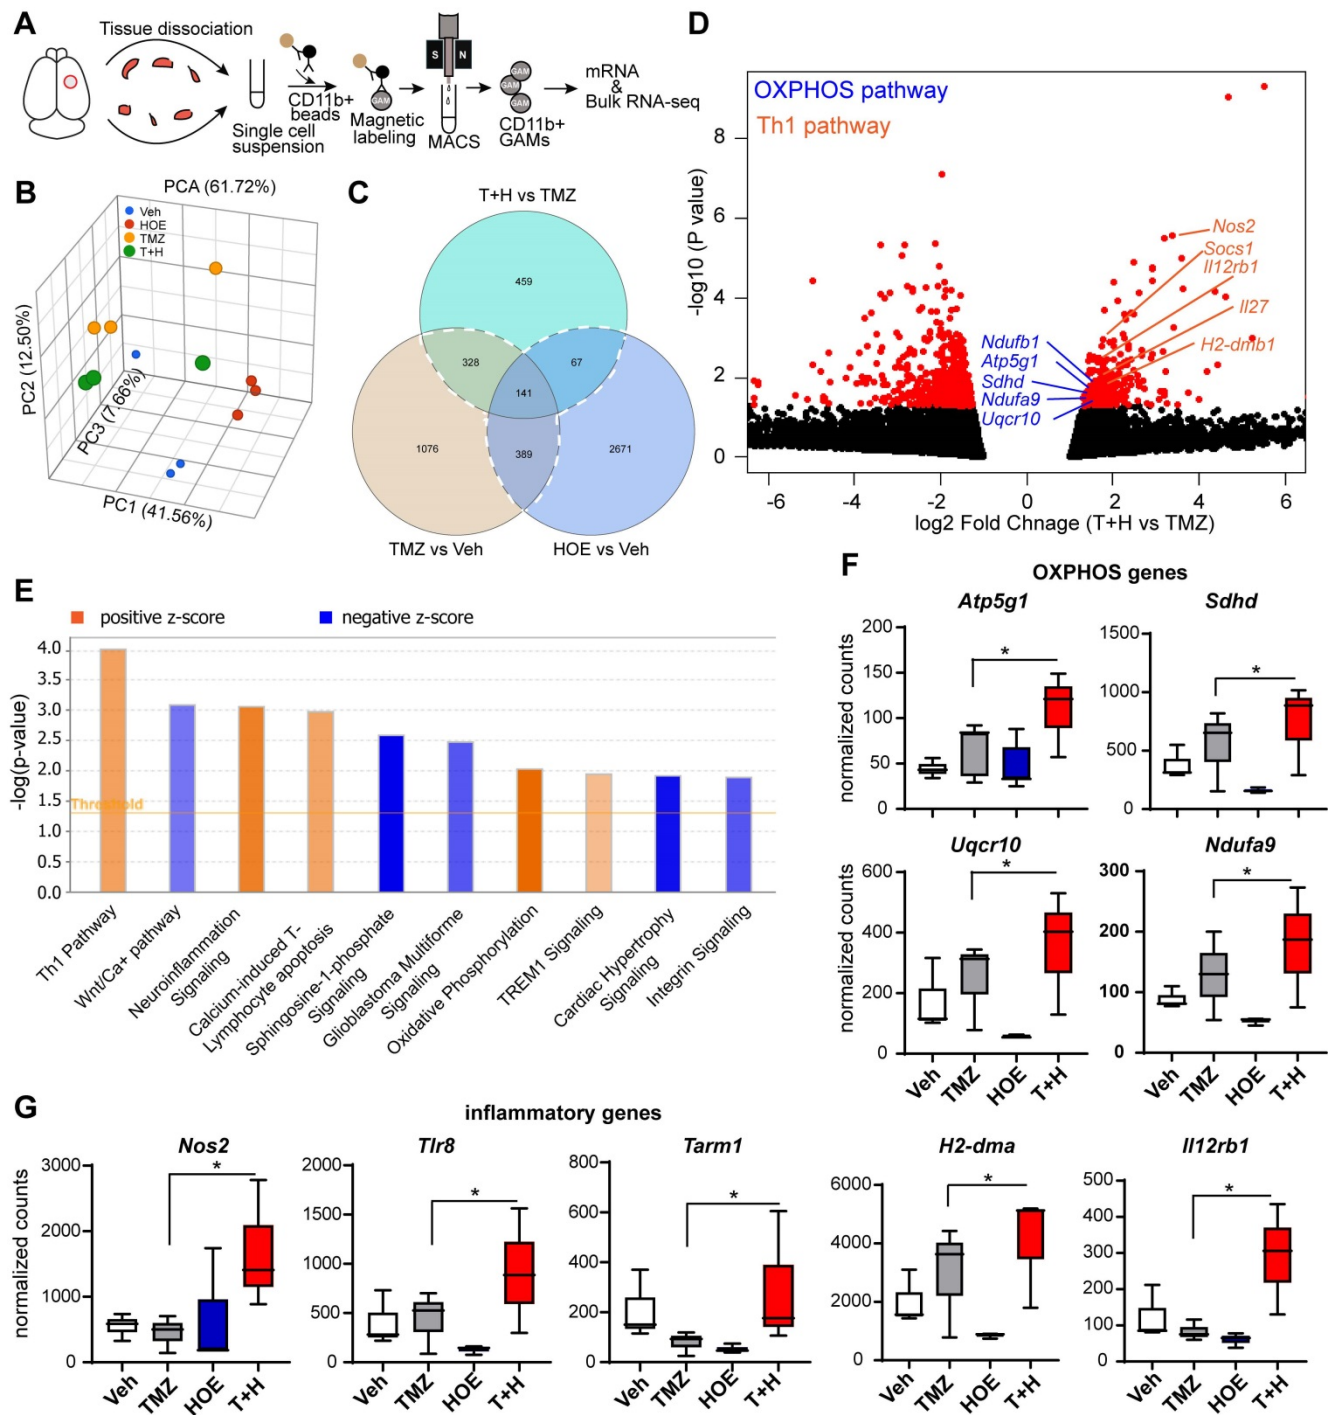 A
Tissue dissociation
Single cell
suspension
CD11b+
beads
GAM
Magnetic
labeling
S
N
MACS
GAM
GAM
GAM
CD11b+
GAMs
mRNA
&
Bulk RNA-seq
B
PCA (61.72%)
Veh
HOE
TMZ
T+H
PC2 (12.50%)
PC3 (7.66%)
PC1 (41.56%)
C
T+H vs TMZ
459
328
67
141
1076
389
2671
TMZ vs Veh
HOE vs Veh
D
OXPHOS pathway
Th1 pathway
-log10 (P value)
8
6
4
2
0
Nos2
Socs1
Il12rb1
Il27
H2-dmb1
Ndufb1
Atp5g1
Sdhd
Ndufa9
Uqcr10
-6
-4
-2
0
2
4
6
log2 Fold Chnage (T+H vs TMZ)
E
positive z-score
negative z-score
-log(p-value)
4.0
3.5
3.0
2.5
2.0
1.5
1.0
0.5
0.0
Threshold
Th1 Pathway
Wnt/Ca+ pathway
Neuroinflammation
Signaling
Calcium-induced T-
Lymphocyte apoptosis
Sphingosine-1-phosphate
Signaling
Glioblastoma Multiforme
Signaling
Oxidative Phosphorylation
TREM1 Signaling
Cardiac Hypertrophy
Signaling
Integrin Signaling
F
OXPHOS genes
Atp5g1
normalized counts
200
150
100
50
0
*
Sdhd
1500
1000
500
0
*
Uqcr10
normalized counts
600
400
200
0
*
Veh
TMZ
HOE
T+H
Ndufa9
300
200
100
0
*
Veh
TMZ
HOE
T+H
G
inflammatory genes
Nos2
normalized counts
3000
2000
1000
0
*
Veh
TMZ
HOE
T+H
Tlr8
2000
1500
1000
500
0
*
Veh
TMZ
HOE
T+H
Tarm1
800
600
400
200
0
*
Veh
TMZ
HOE
T+H
H2-dma
6000
4000
2000
0
*
Veh
TMZ
HOE
T+H
Il12rb1
500
400
300
200
100
0
*
Veh
TMZ
HOE
T+H